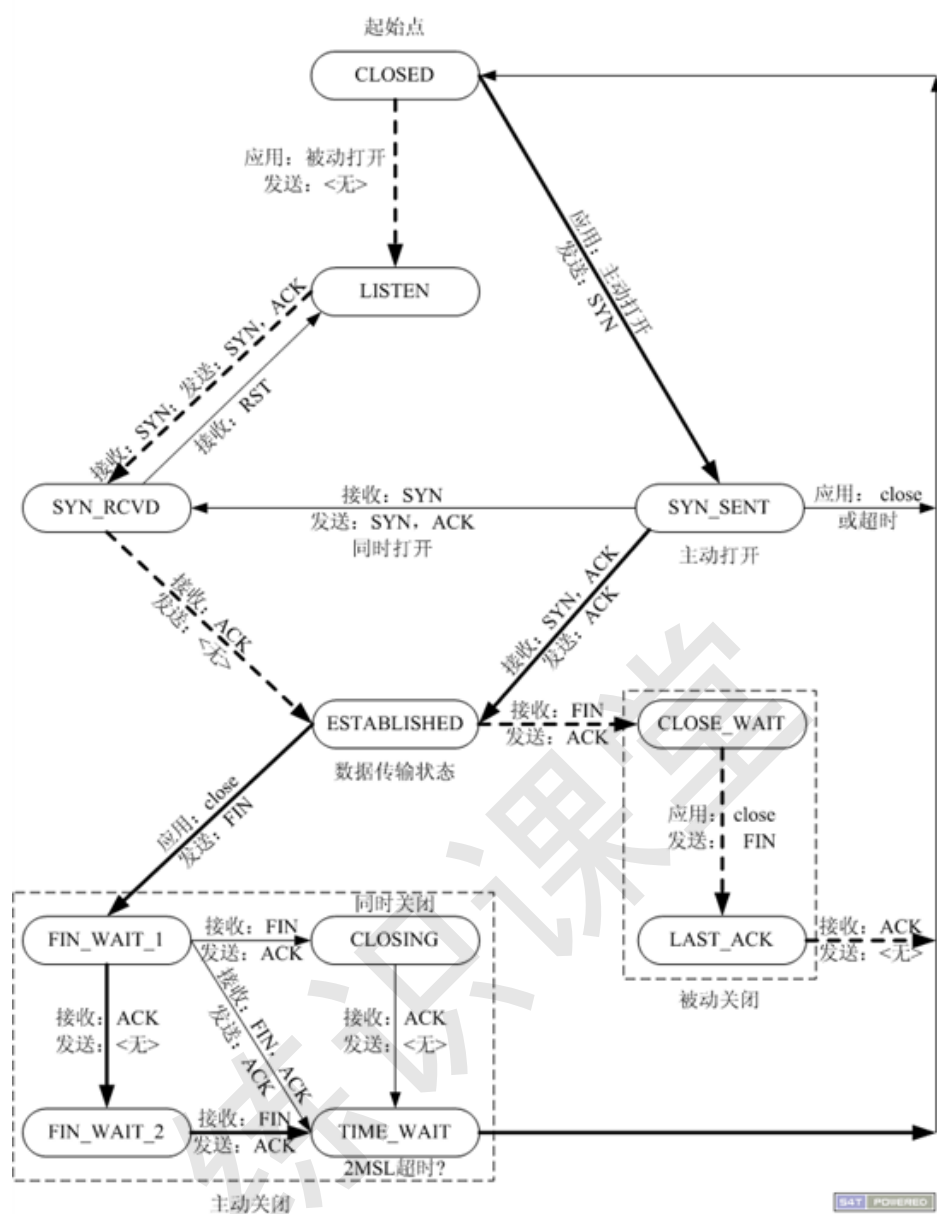 起始点
CLOSED
应用：被动打开
发送：<无>
应用：主动打开
发送：SYN
LISTEN
接收：SYN；发送：SYN，ACK
接收：RST
SYN_RCVD
接收：SYN
发送：SYN，ACK
同时打开
SYN_SENT
主动打开
应用：close
或超时
接收：ACK
发送：<无>
接收：SYN，ACK
发送：ACK
ESTABLISHED
数据传输状态
接收：FIN
发送：ACK
CLOSE_WAIT
应用：close
发送：FIN
应用：close
发送： FIN
同时关闭
FIN_WAIT_1
接收：FIN
发送：ACK
CLOSING
LAST_ACK
接收：ACK
发送：<无>
被动关闭
接收：ACK
发送：<无>
接收：FIN，ACK
发送：ACK
接收：ACK
发送：<无>
FIN_WAIT_2
接收：FIN
发送：ACK
TIME_WAIT
2MSL超时?
主动关闭
练识课堂
S4T POWERED